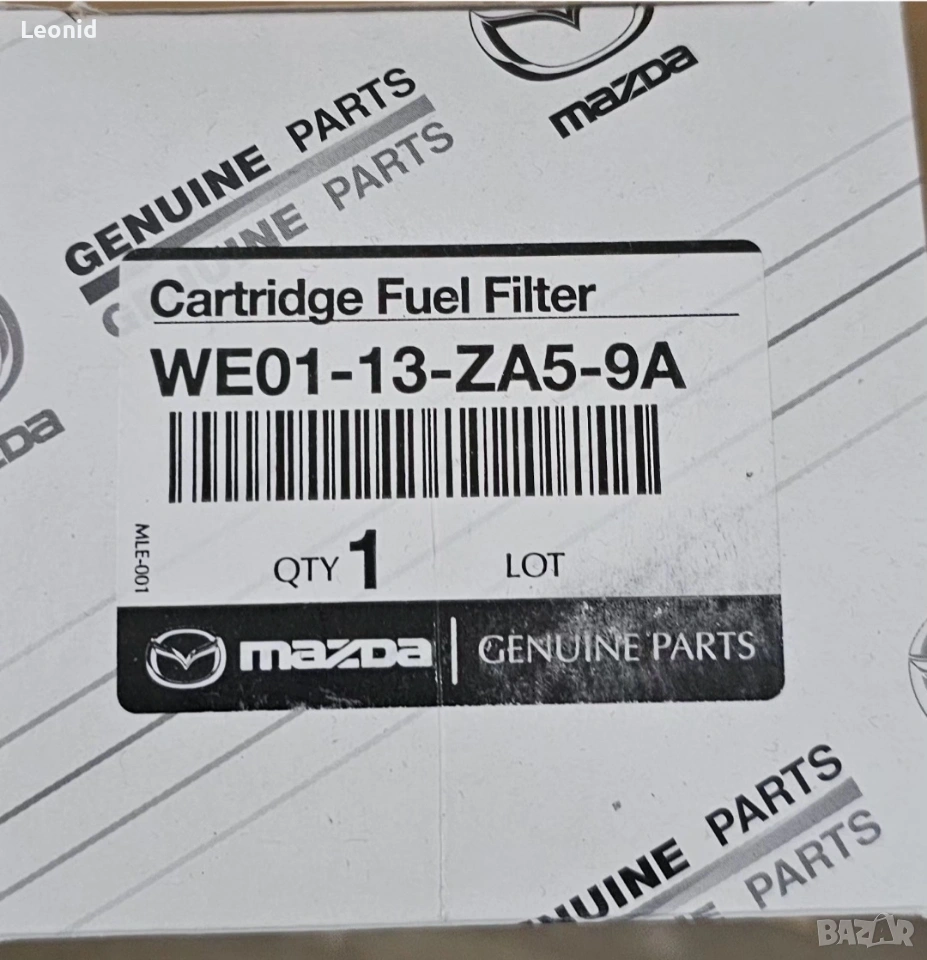 Leonid
mazda
GENUINE PARTS
GENUINE PARTS
Cartridge Fuel Filter
WE01-13-ZA5-9A
MLE-001
QTY 1 LOT
mazda | GENUINE PARTS
GENUINE PARTS
PARTS
BAZAR